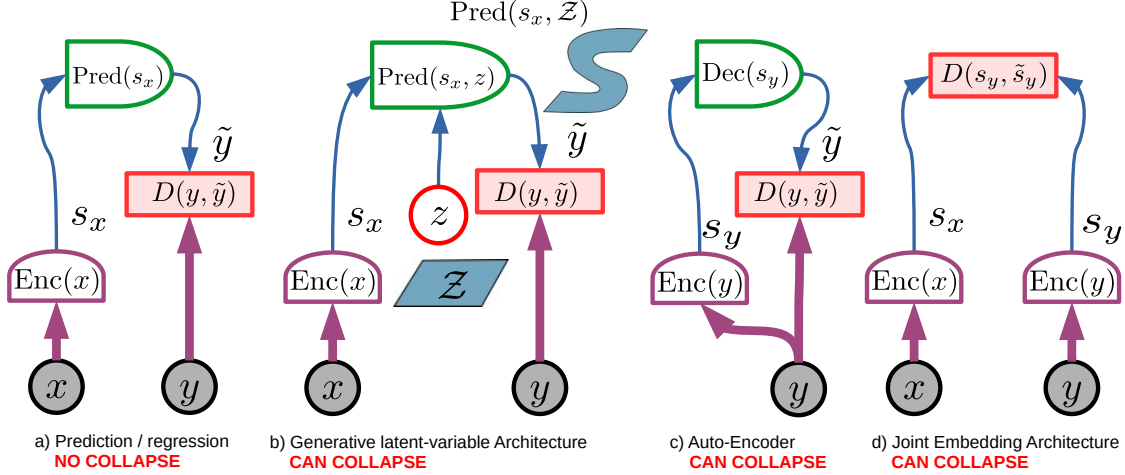 Pred(s_x, 𝒵)
Pred(s_x)
Pred(s_x, z)
Dec(s_y)
D(s_y, s̃_y)
ỹ
ỹ
ỹ
D(y, ỹ)
D(y, ỹ)
D(y, ỹ)
s_x
s_x
z
s_y
s_x
s_y
Enc(x)
Enc(x)
𝒵
Enc(y)
Enc(x)
Enc(y)
x
y
x
y
y
x
y
a) Prediction / regression
NO COLLAPSE
b) Generative latent-variable Architecture
CAN COLLAPSE
c) Auto-Encoder
CAN COLLAPSE
d) Joint Embedding Architecture
CAN COLLAPSE